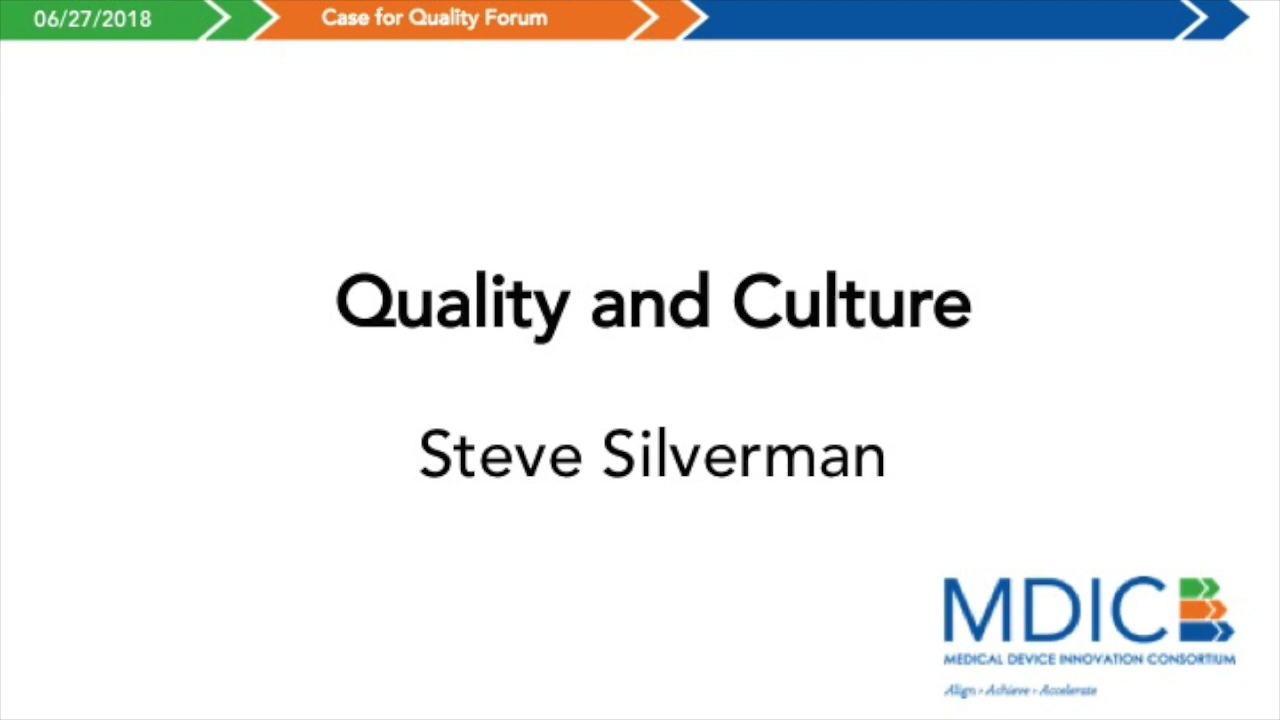 06/27/2018
Case for Quality Forum
Quality and Culture
Steve Silverman
MDIC
MEDICAL DEVICE INNOVATION CONSORTIUM
Align › Achieve › Accelerate